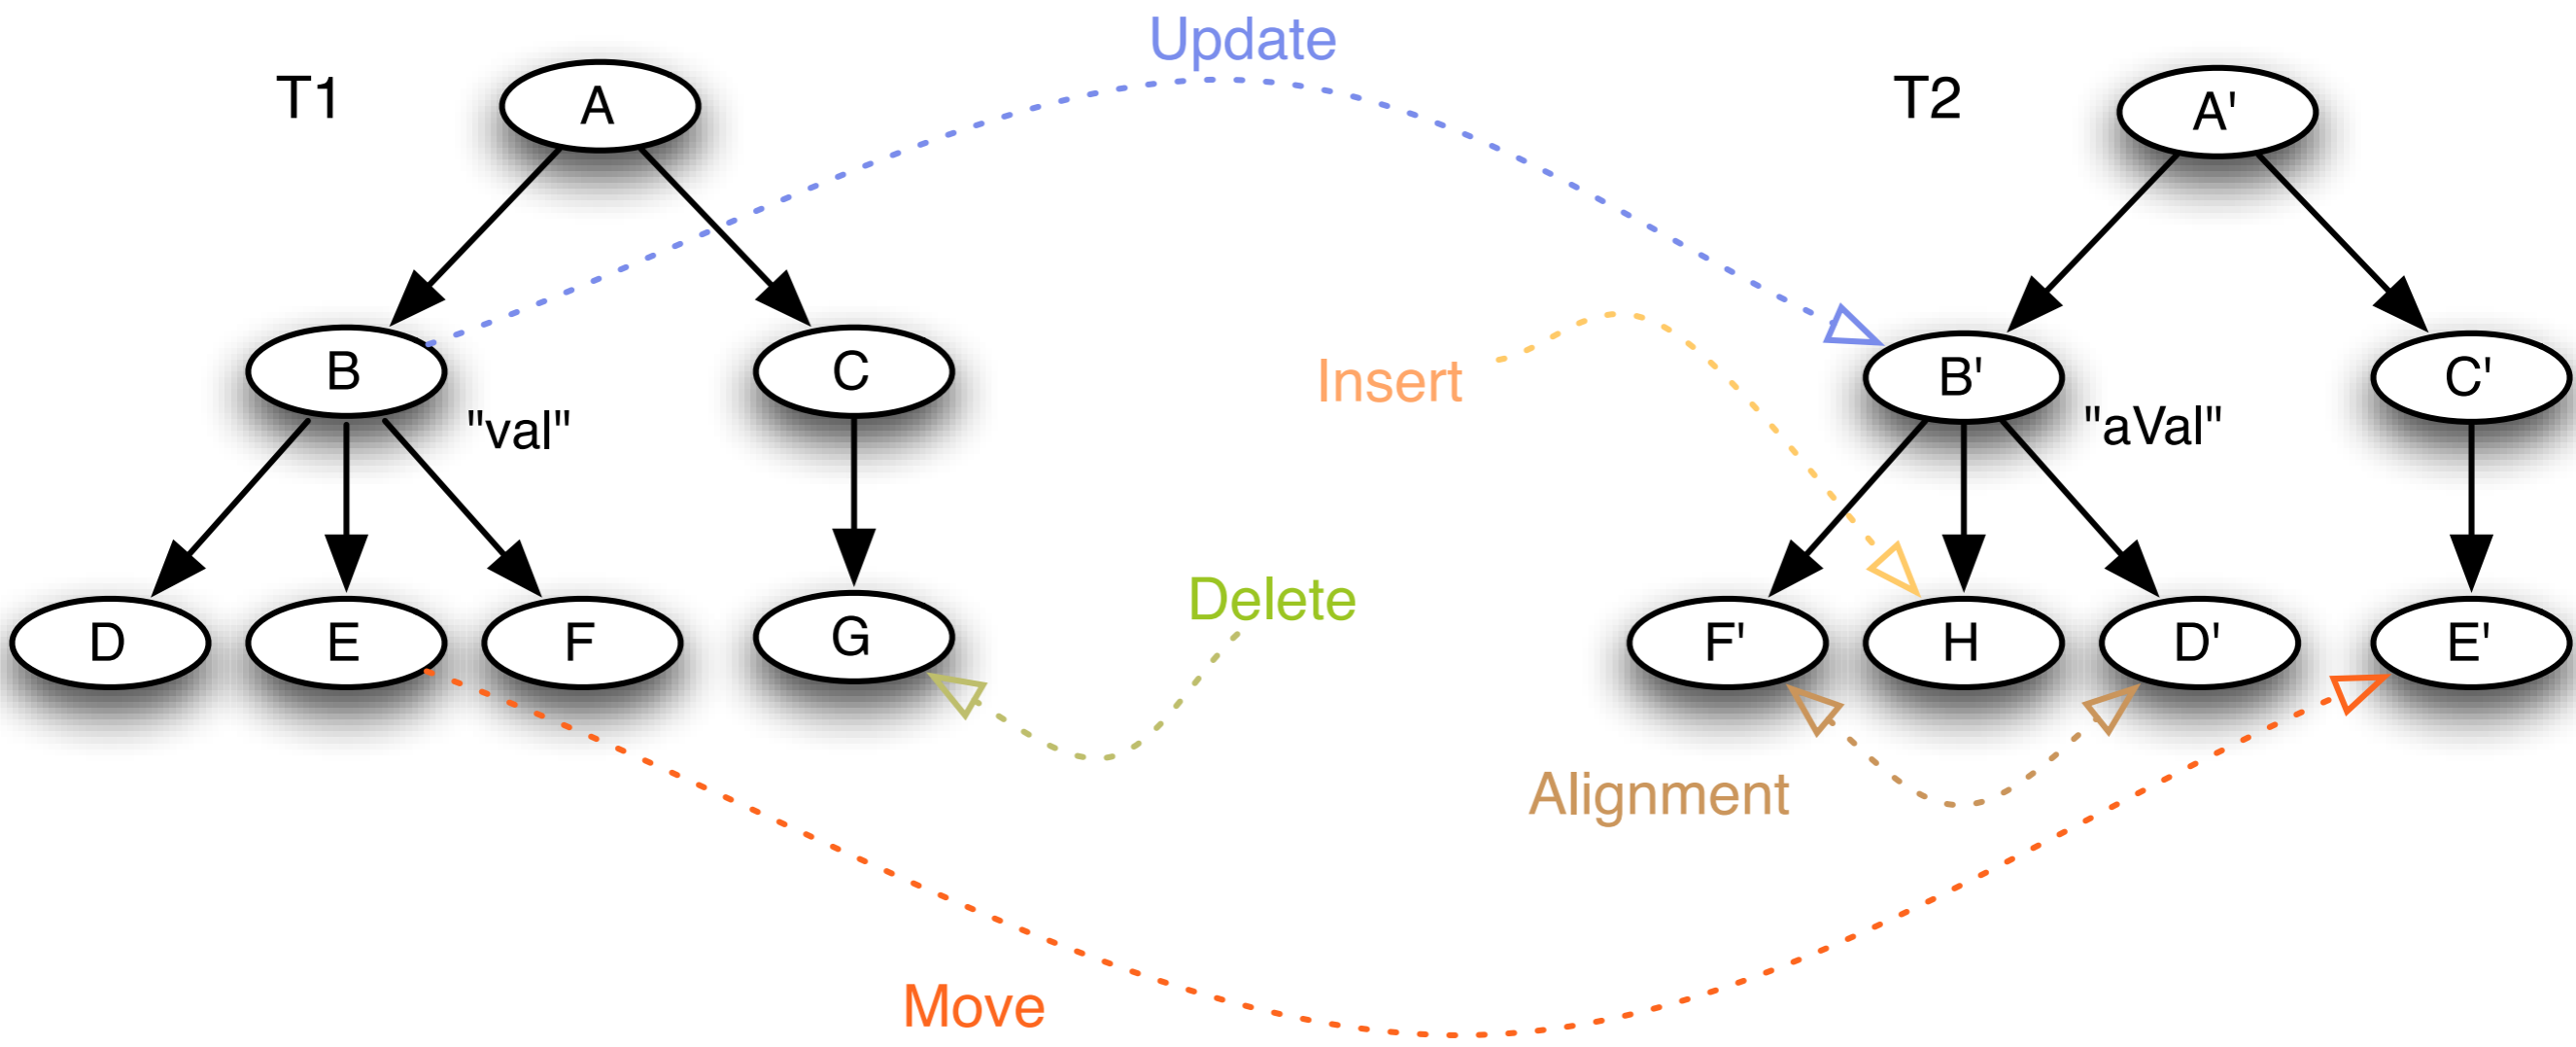 Update
T1
A
T2
A'
Insert
B
"val"
C
B'
"aVal"
C'
Delete
D
E
F
G
F'
H
D'
E'
Alignment
Move